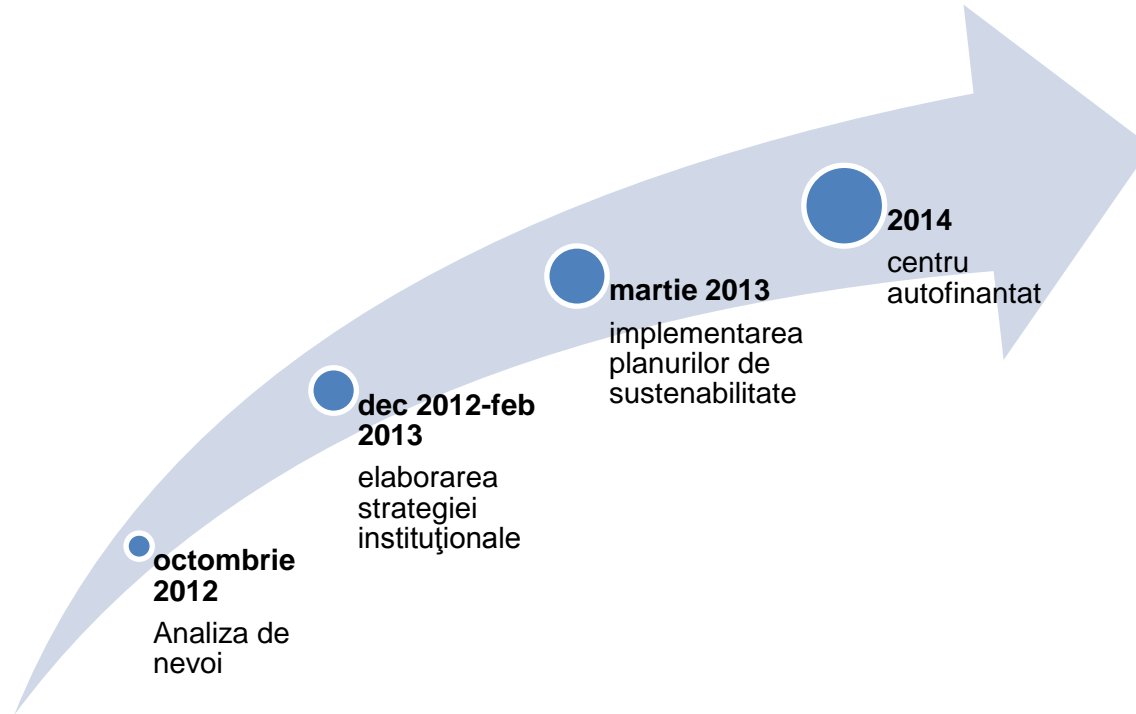 octombrie
2012
Analiza de
nevoi
dec 2012-feb
2013
elaborarea
strategiei
instituţionale
martie 2013
implementarea
planurilor de
sustenabilitate
2014
centru
autofinantat